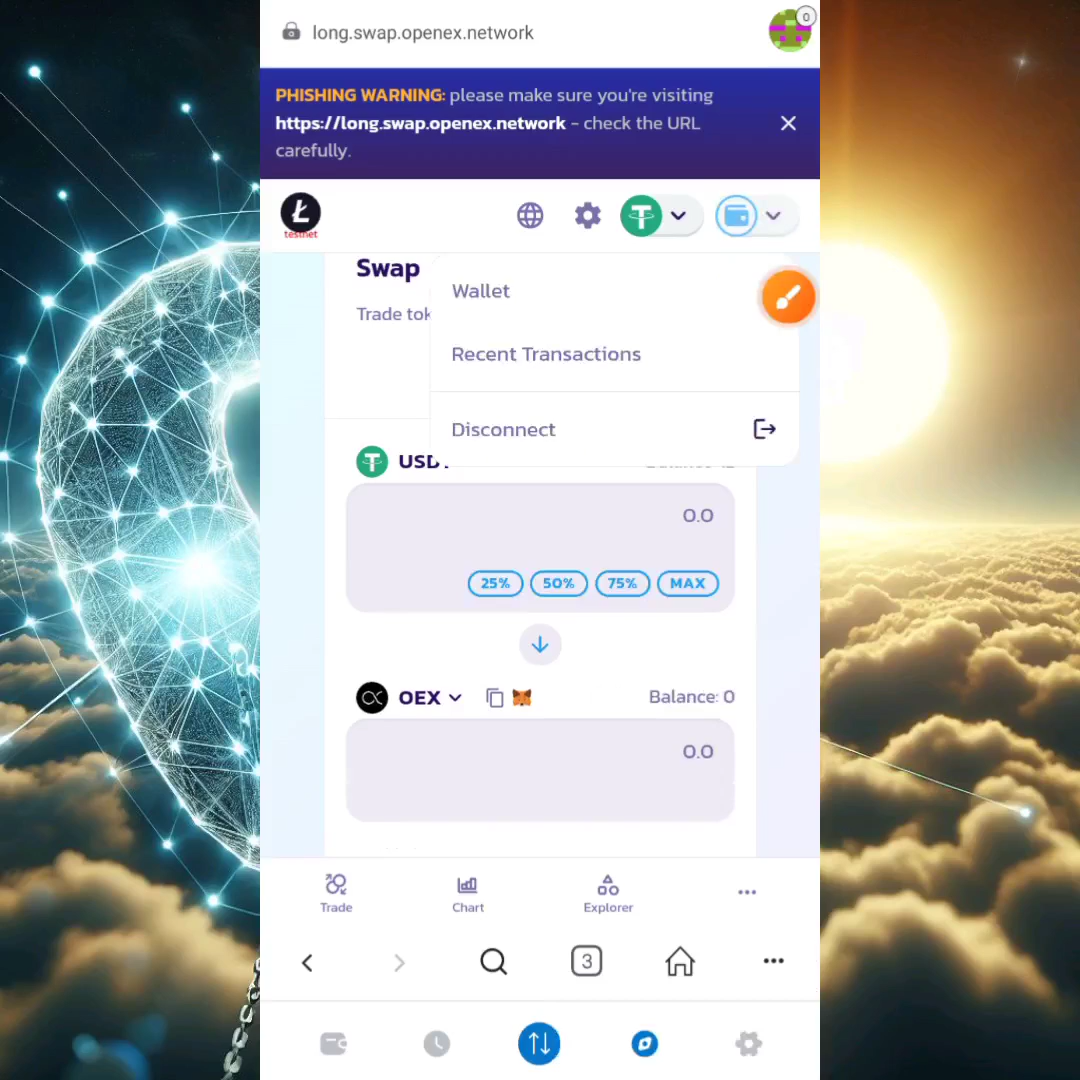 long.swap.openex.network
0
PHISHING WARNING: please make sure you're visiting
https://long.swap.openex.network - check the URL
carefully.
testnet
Swap
Wallet
Trade tok
Recent Transactions
Disconnect
USDT
0.0
25% 50% 75% MAX
OEX Balance: 0
0.0
Trade Chart Explorer
3